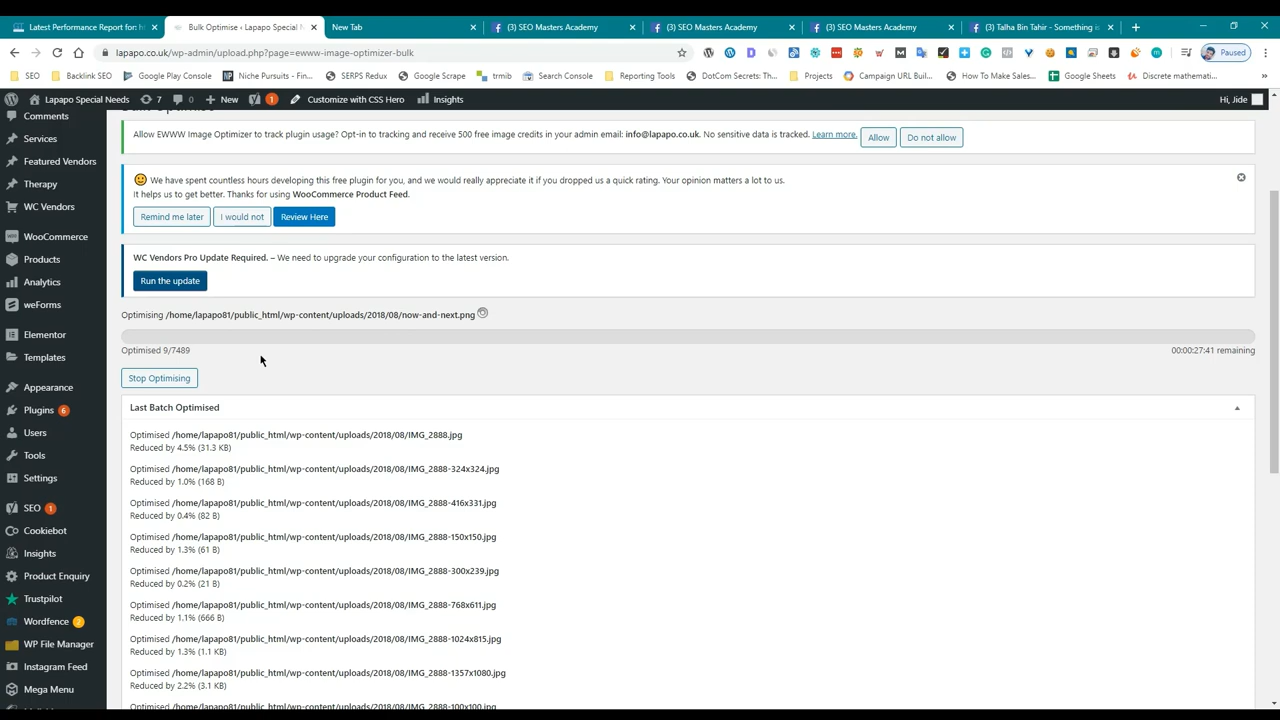 Latest Performance Report for: h
Bulk Optimise ‹ Lapapo Special N
New Tab
(3) SEO Masters Academy
(3) SEO Masters Academy
(3) SEO Masters Academy
(3) Talha Bin Tahir - Something is
lapapo.co.uk/wp-admin/upload.php?page=ewww-image-optimizer-bulk
Paused
SEO
Backlink SEO
Google Play Console
Niche Pursuits - Fin...
SERPS Redux
Google Scrape
trmib
Search Console
Reporting Tools
DotCom Secrets: Th...
Projects
Campaign URL Buil...
How To Make Sales...
Google Sheets
Discrete mathemati...
Lapapo Special Needs
7
0
New
1
Customize with CSS Hero
Insights
Hi, Jide
Comments
Services
Featured Vendors
Therapy
WC Vendors
WooCommerce
Products
Analytics
weForms
Elementor
Templates
Appearance
Plugins 6
Users
Tools
Settings
SEO 1
Cookiebot
Insights
Product Enquiry
Trustpilot
Wordfence 2
WP File Manager
Instagram Feed
Mega Menu
Allow EWWW Image Optimizer to track plugin usage? Opt-in to tracking and receive 500 free image credits in your admin email: info@lapapo.co.uk. No sensitive data is tracked. Learn more. Allow Do not allow
We have spent countless hours developing this free plugin for you, and we would really appreciate it if you dropped us a quick rating. Your opinion matters a lot to us.
It helps us to get better. Thanks for using WooCommerce Product Feed.
Remind me later I would not Review Here
WC Vendors Pro Update Required. – We need to upgrade your configuration to the latest version.
Run the update
Optimising /home/lapapo81/public_html/wp-content/uploads/2018/08/now-and-next.png
Optimised 9/7489
00:00:27:41 remaining
Stop Optimising
Last Batch Optimised
Optimised /home/lapapo81/public_html/wp-content/uploads/2018/08/IMG_2888.jpg
Reduced by 4.5% (31.3 KB)
Optimised /home/lapapo81/public_html/wp-content/uploads/2018/08/IMG_2888-324x324.jpg
Reduced by 1.0% (168 B)
Optimised /home/lapapo81/public_html/wp-content/uploads/2018/08/IMG_2888-416x331.jpg
Reduced by 0.4% (82 B)
Optimised /home/lapapo81/public_html/wp-content/uploads/2018/08/IMG_2888-150x150.jpg
Reduced by 1.3% (61 B)
Optimised /home/lapapo81/public_html/wp-content/uploads/2018/08/IMG_2888-300x239.jpg
Reduced by 0.2% (21 B)
Optimised /home/lapapo81/public_html/wp-content/uploads/2018/08/IMG_2888-768x611.jpg
Reduced by 1.1% (666 B)
Optimised /home/lapapo81/public_html/wp-content/uploads/2018/08/IMG_2888-1024x815.jpg
Reduced by 1.3% (1.1 KB)
Optimised /home/lapapo81/public_html/wp-content/uploads/2018/08/IMG_2888-1357x1080.jpg
Reduced by 2.2% (3.1 KB)
Optimised /home/lapapo81/public_html/wp-content/uploads/2018/08/IMG_2888-100x100.jpg